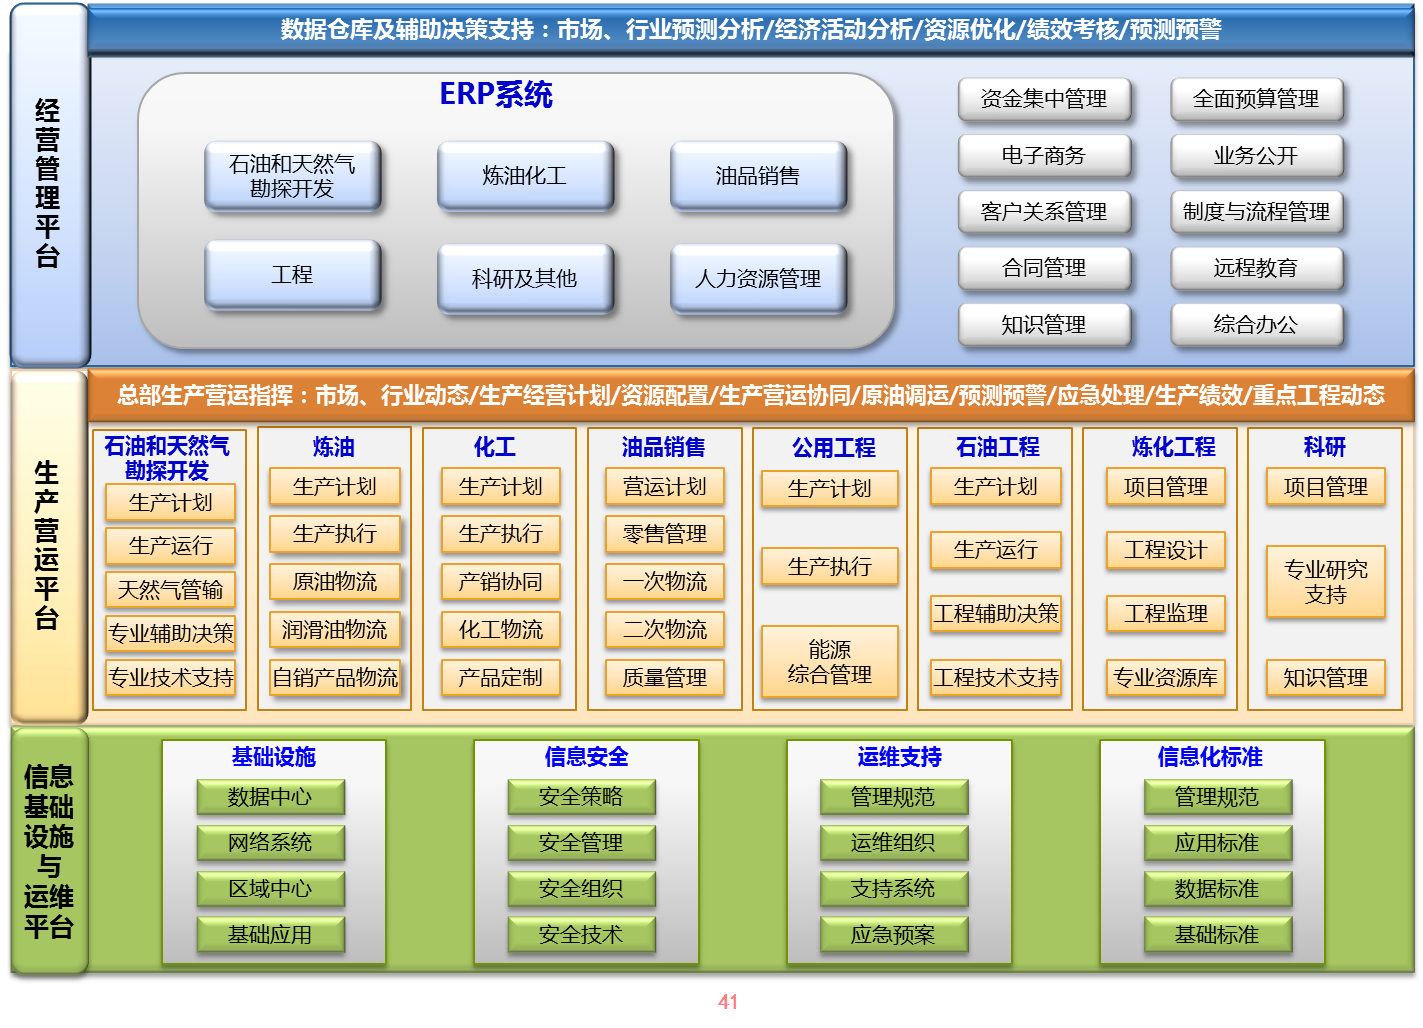 数据仓库及辅助决策支持：市场、行业预测分析/经济活动分析/资源优化/绩效考核/预测预警
经
营
管
理
平
台
ERP系统
石油和天然气
勘探开发
炼油化工
油品销售
工程
科研及其他
人力资源管理
资金集中管理
全面预算管理
电子商务
业务公开
客户关系管理
制度与流程管理
合同管理
远程教育
知识管理
综合办公
总部生产营运指挥：市场、行业动态/生产经营计划/资源配置/生产营运协同/原油调运/预测预警/应急处理/生产绩效/重点工程动态
生
产
营
运
平
台
石油和天然气
勘探开发
生产计划
生产运行
天然气管输
专业辅助决策
专业技术支持
炼油
生产计划
生产执行
原油物流
润滑油物流
自销产品物流
化工
生产计划
生产执行
产销协同
化工物流
产品定制
油品销售
营运计划
零售管理
一次物流
二次物流
质量管理
公用工程
生产计划
生产执行
能源
综合管理
石油工程
生产计划
生产运行
工程辅助决策
工程技术支持
炼化工程
项目管理
工程设计
工程监理
专业资源库
科研
项目管理
专业研究
支持
知识管理
信息
基础
设施
与
运维
平台
基础设施
数据中心
网络系统
区域中心
基础应用
信息安全
安全策略
安全管理
安全组织
安全技术
运维支持
管理规范
运维组织
支持系统
应急预案
信息化标准
管理规范
应用标准
数据标准
基础标准
41